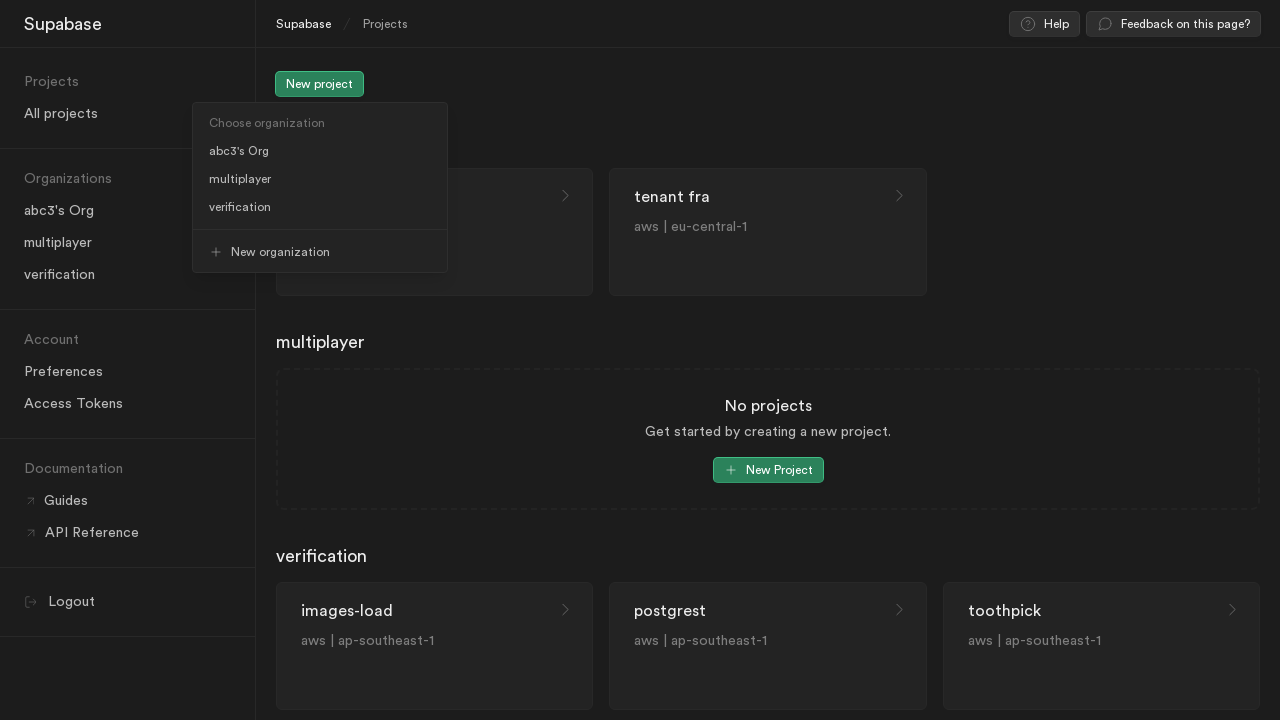 Supabase
Projects
All projects
Organizations
abc3's Org
multiplayer
verification
Account
Preferences
Access Tokens
Documentation
Guides
API Reference
Logout
Supabase / Projects
Help
Feedback on this page?
New project
Choose organization
abc3's Org
multiplayer
verification
New organization
tenant fra
aws | eu-central-1
multiplayer
No projects
Get started by creating a new project.
New Project
verification
images-load
aws | ap-southeast-1
postgrest
aws | ap-southeast-1
toothpick
aws | ap-southeast-1